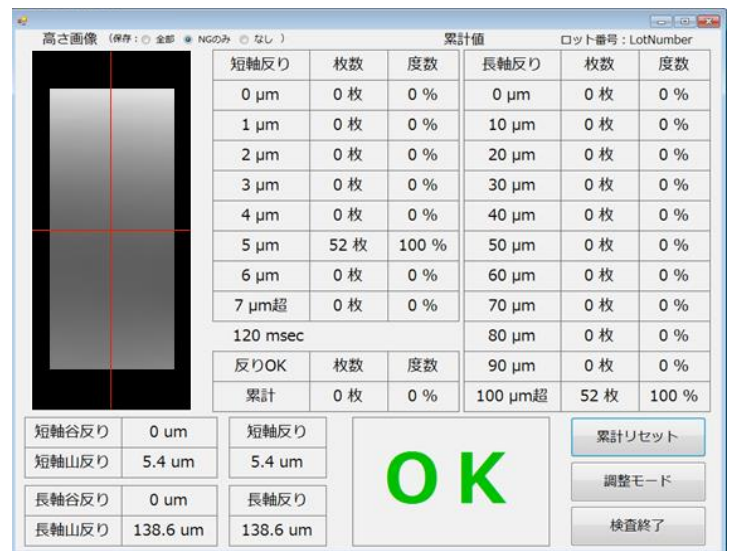 高さ画像 (保存： 全部 NGのみ なし ) 累計値 ロット番号：LotNumber
短軸反り 枚数 度数 長軸反り 枚数 度数
0 μm 0 枚 0 % 0 μm 0 枚 0 %
1 μm 0 枚 0 % 10 μm 0 枚 0 %
2 μm 0 枚 0 % 20 μm 0 枚 0 %
3 μm 0 枚 0 % 30 μm 0 枚 0 %
4 μm 0 枚 0 % 40 μm 0 枚 0 %
5 μm 52 枚 100 % 50 μm 0 枚 0 %
6 μm 0 枚 0 % 60 μm 0 枚 0 %
7 μm超 0 枚 0 % 70 μm 0 枚 0 %
120 msec 80 μm 0 枚 0 %
反りOK 枚数 度数 90 μm 0 枚 0 %
累計 0 枚 0 % 100 μm超 52 枚 100 %
短軸谷反り 0 um 短軸反り
短軸山反り 5.4 um 5.4 um
長軸谷反り 0 um 長軸反り
長軸山反り 138.6 um 138.6 um
OK
累計リセット
調整モード
検査終了